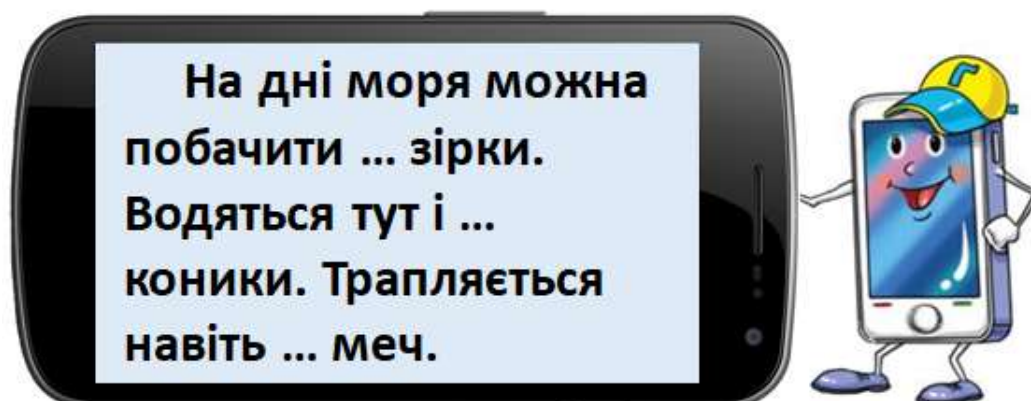 На дні моря можна
побачити ... зірки.
Водяться тут і ...
коники. Трапляється
навіть ... меч.
Г